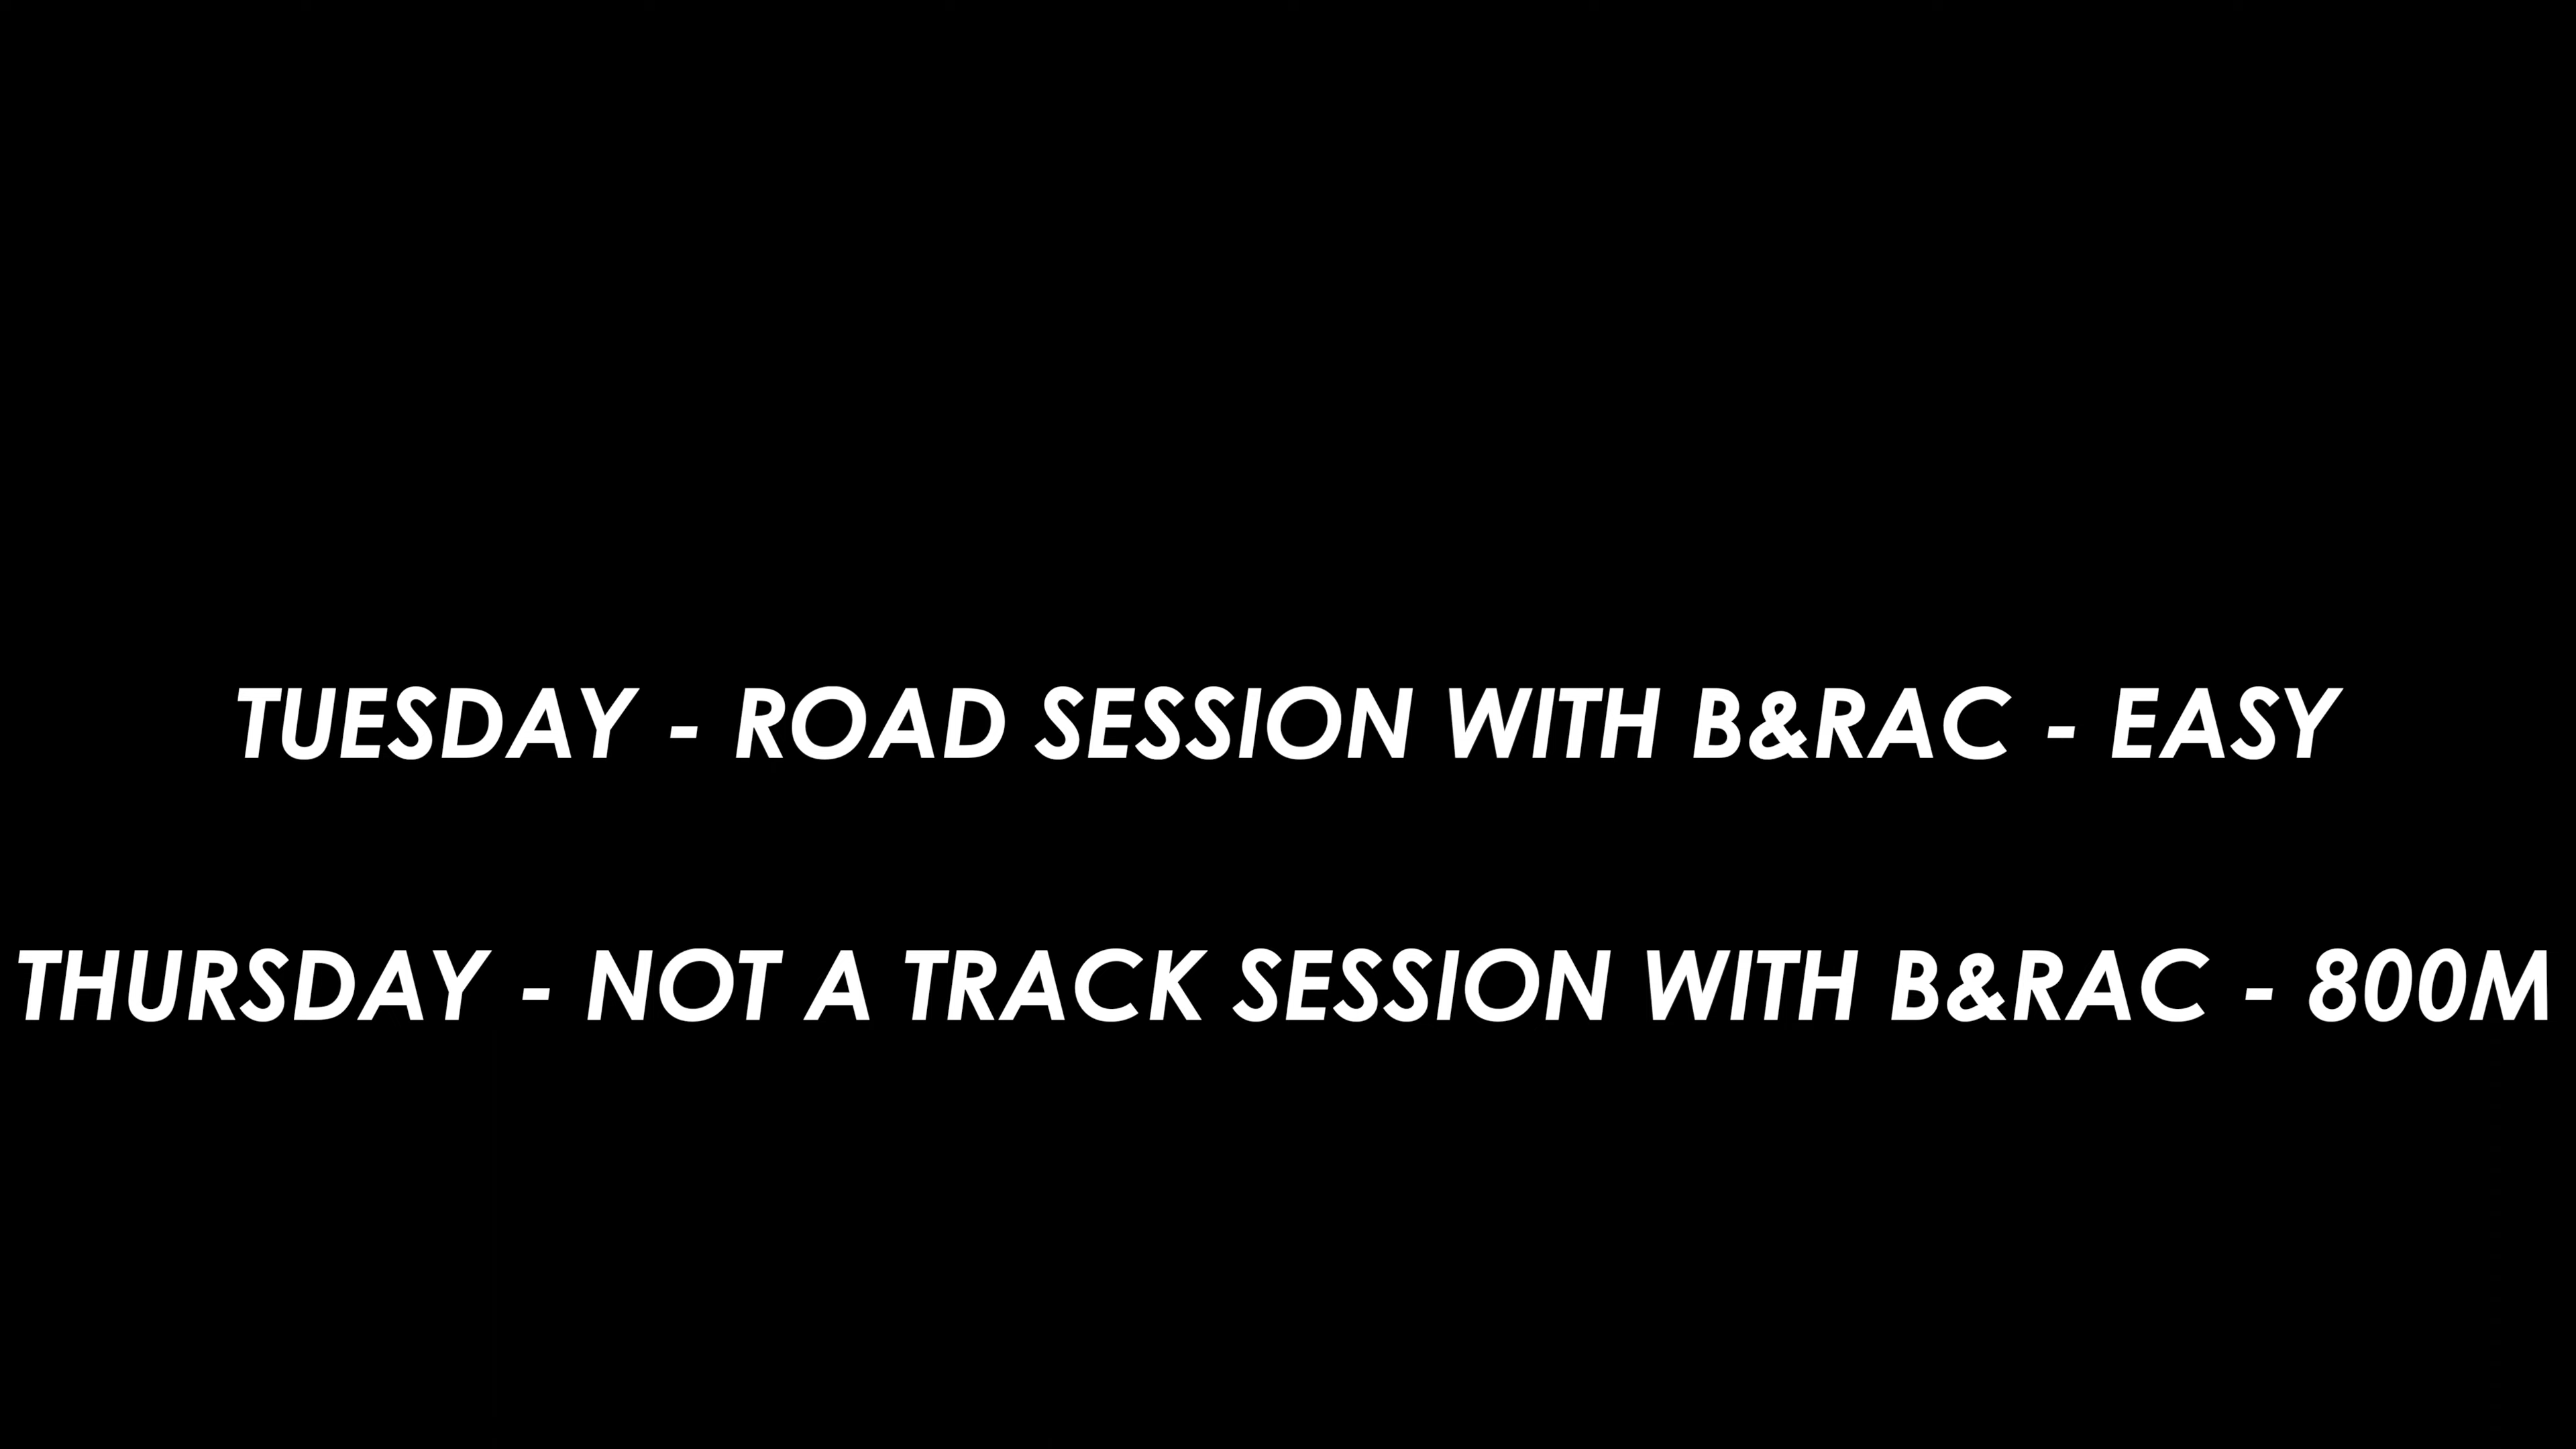 TUESDAY - ROAD SESSION WITH B&RAC - EASY
THURSDAY - NOT A TRACK SESSION WITH B&RAC - 800M